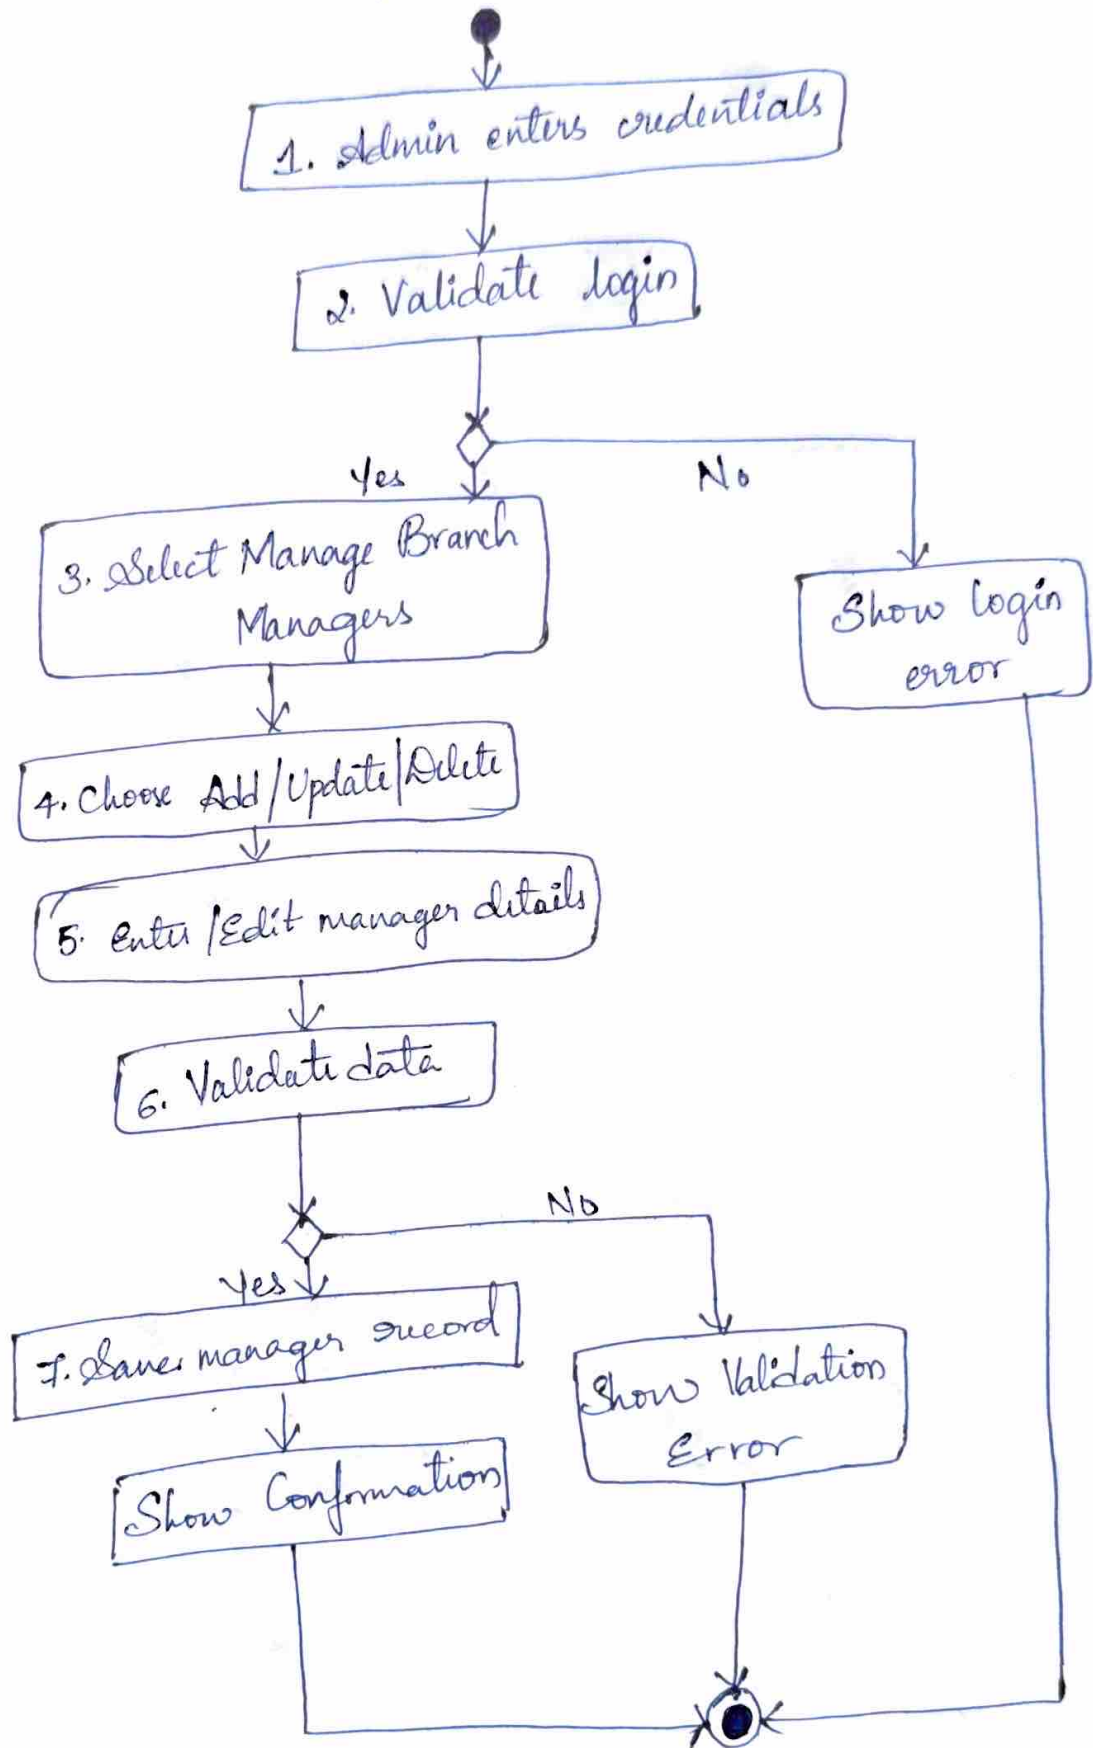 1. Admin enters credentials
2. Validate login
Yes
No
3. Select Manage Branch
Managers
Show login
error
4. Choose Add/Update/Delete
5. Enter/Edit manager details
6. Validate data
No
Yes
7. Save manager record
Show Validation
Error
Show Conformation